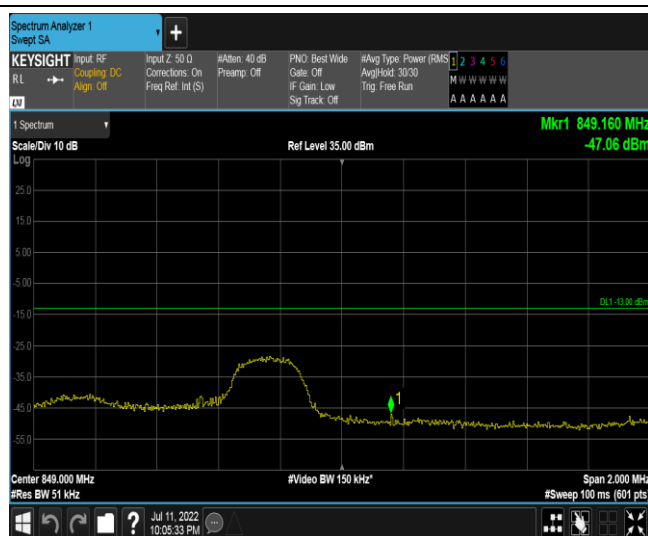 Spectrum Analyzer 1
Swept SA
KEYSIGHT Input: RF Input Z: 50 Ω #Atten: 40 dB PNO: Best Wide #Avg Type: Power (RMS 1 2 3 4 5 6
RL Coupling: DC Corrections: On Preamp: Off Gate: Off Avg|Hold: 30/30 M W W W W W
Align: Off Freq Ref: Int (S) IF Gain: Low Trig: Free Run
LXI Sig Track: Off A A A A A A
1 Spectrum Mkr1 849.160 MHz
Scale/Div 10 dB Ref Level 35.00 dBm -47.06 dBm
Log
25.0
15.0
5.00
-5.00
DL1 -13.00 dBm
-15.0
-25.0
-35.0
1
-45.0
-55.0
Center 849.000 MHz #Video BW 150 kHz* Span 2.000 MHz
#Res BW 51 kHz #Sweep 100 ms (601 pts)
? Jul 11, 2022
10:05:33 PM